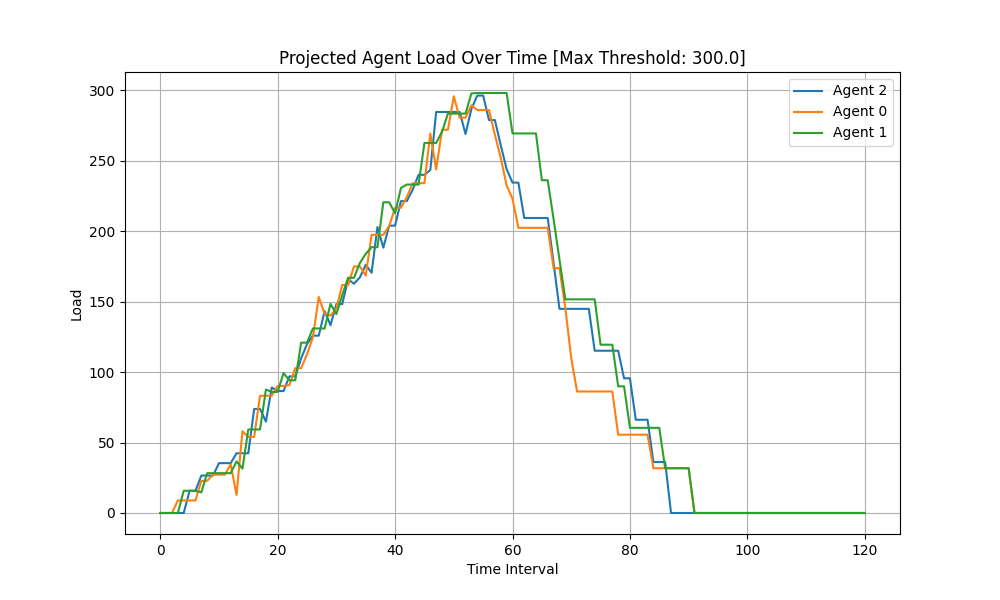 Projected Agent Load Over Time [Max Threshold: 300.0]
Agent 2
Agent 0
Agent 1
300
250
200
150
100
50
0
Load
0 20 40 60 80 100 120
Time Interval